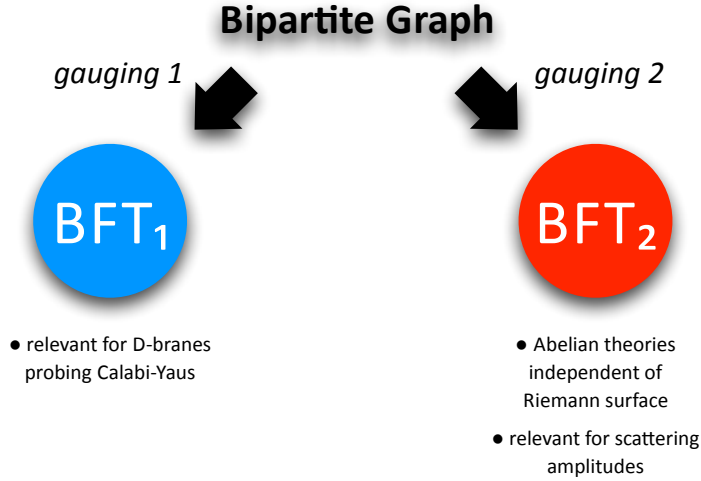 Bipartite Graph
gauging 1
gauging 2
BFT₁
BFT₂
● relevant for D-branes
probing Calabi-Yaus
● Abelian theories
independent of
Riemann surface
● relevant for scattering
amplitudes